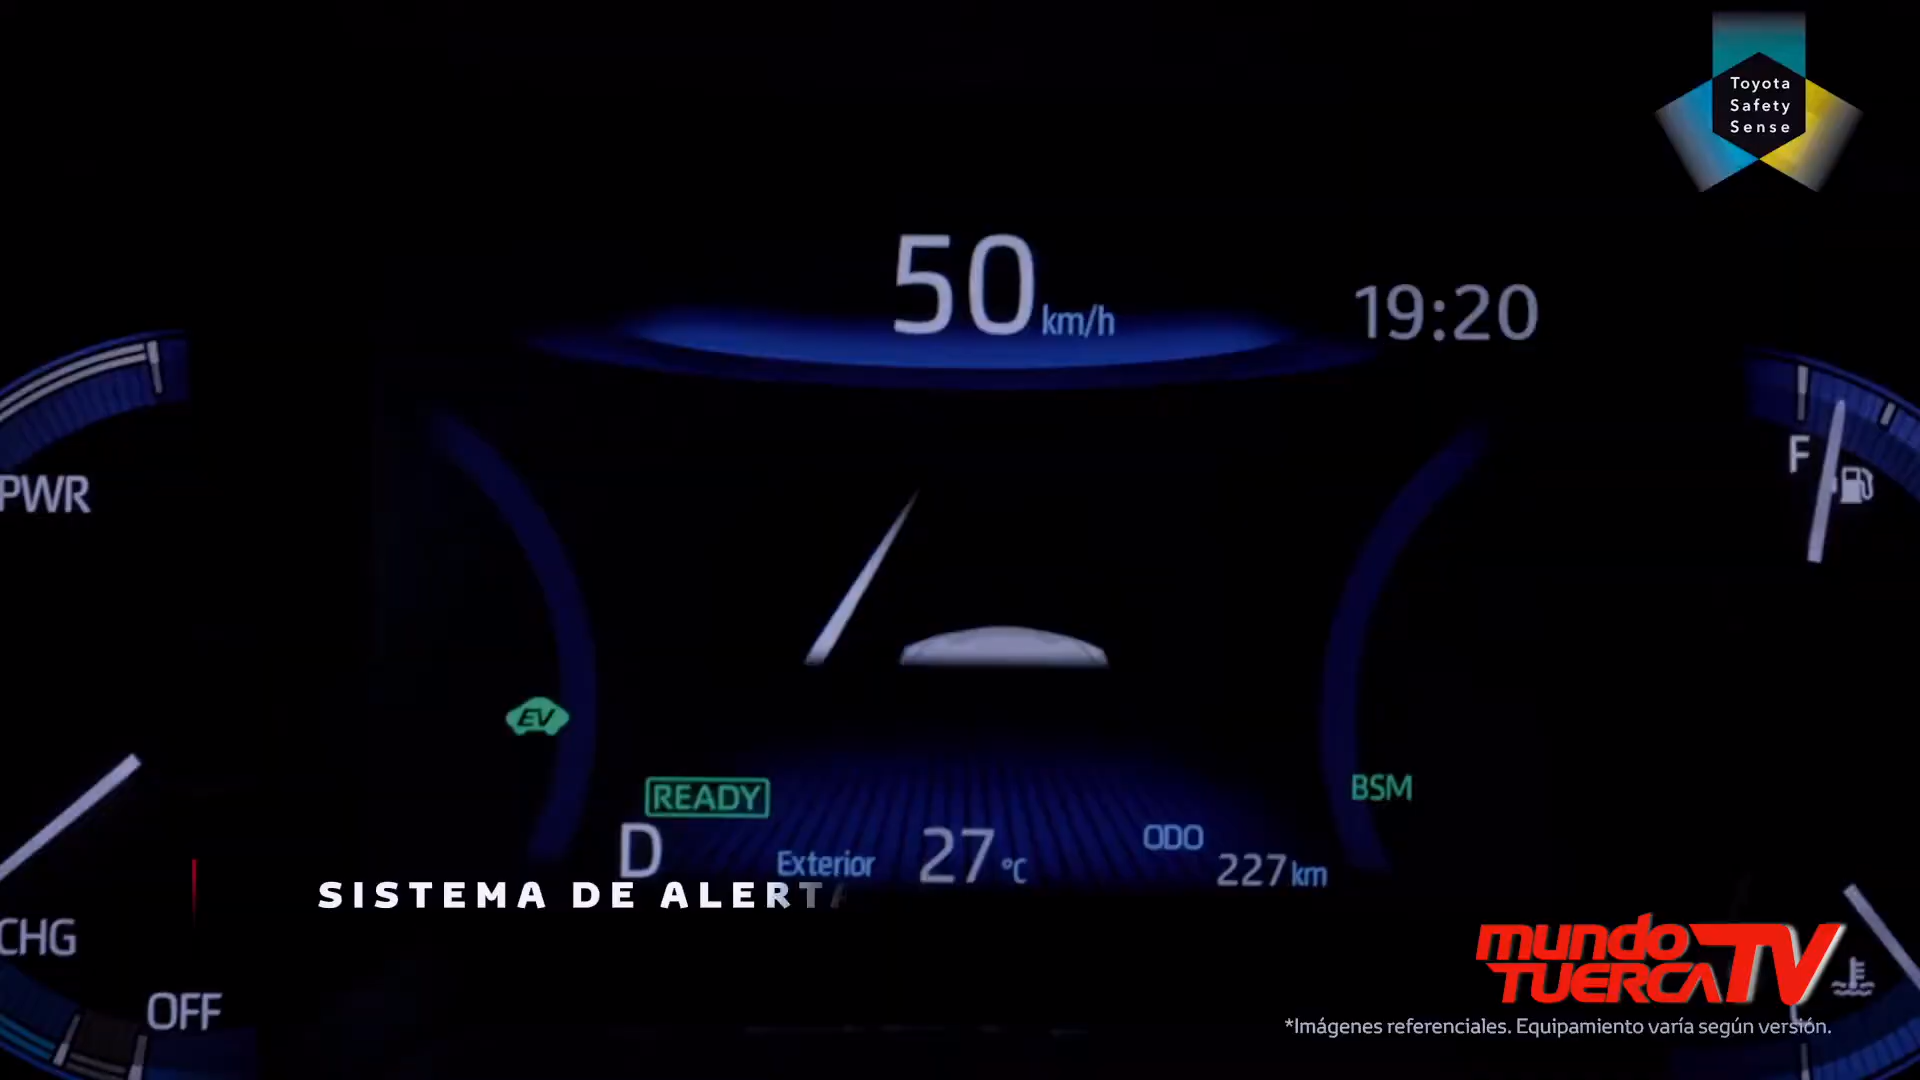 Toyota
Safety
Sense
50 km/h
19:20
PWR
F
EV
READY
BSM
D
Exterior 27 °C
ODO 227 km
SISTEMA DE ALERTA
CHG
OFF
mundo
TUERCA TV
*Imágenes referenciales. Equipamiento varía según versión.